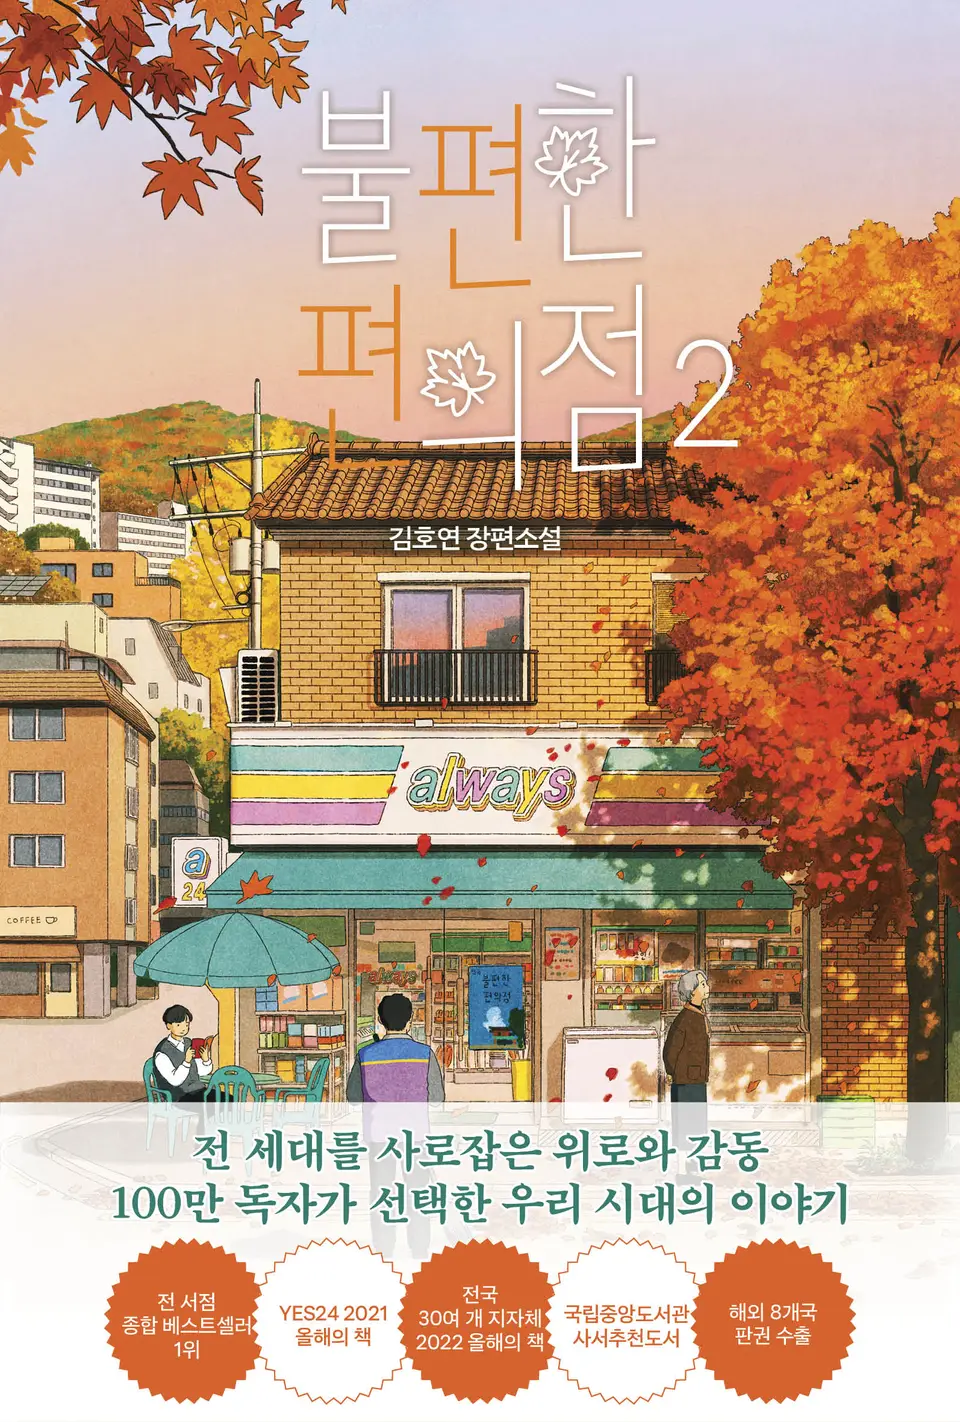 불편한
편의점2
김호연 장편소설
always
a
24
COFFEE
always
불편한
편의점
전 세대를 사로잡은 위로와 감동
100만 독자가 선택한 우리 시대의 이야기
전 서점
종합 베스트셀러
1위
YES24 2021
올해의 책
전국
30여 개 지자체
2022 올해의 책
국립중앙도서관
사서추천도서
해외 8개국
판권 수출